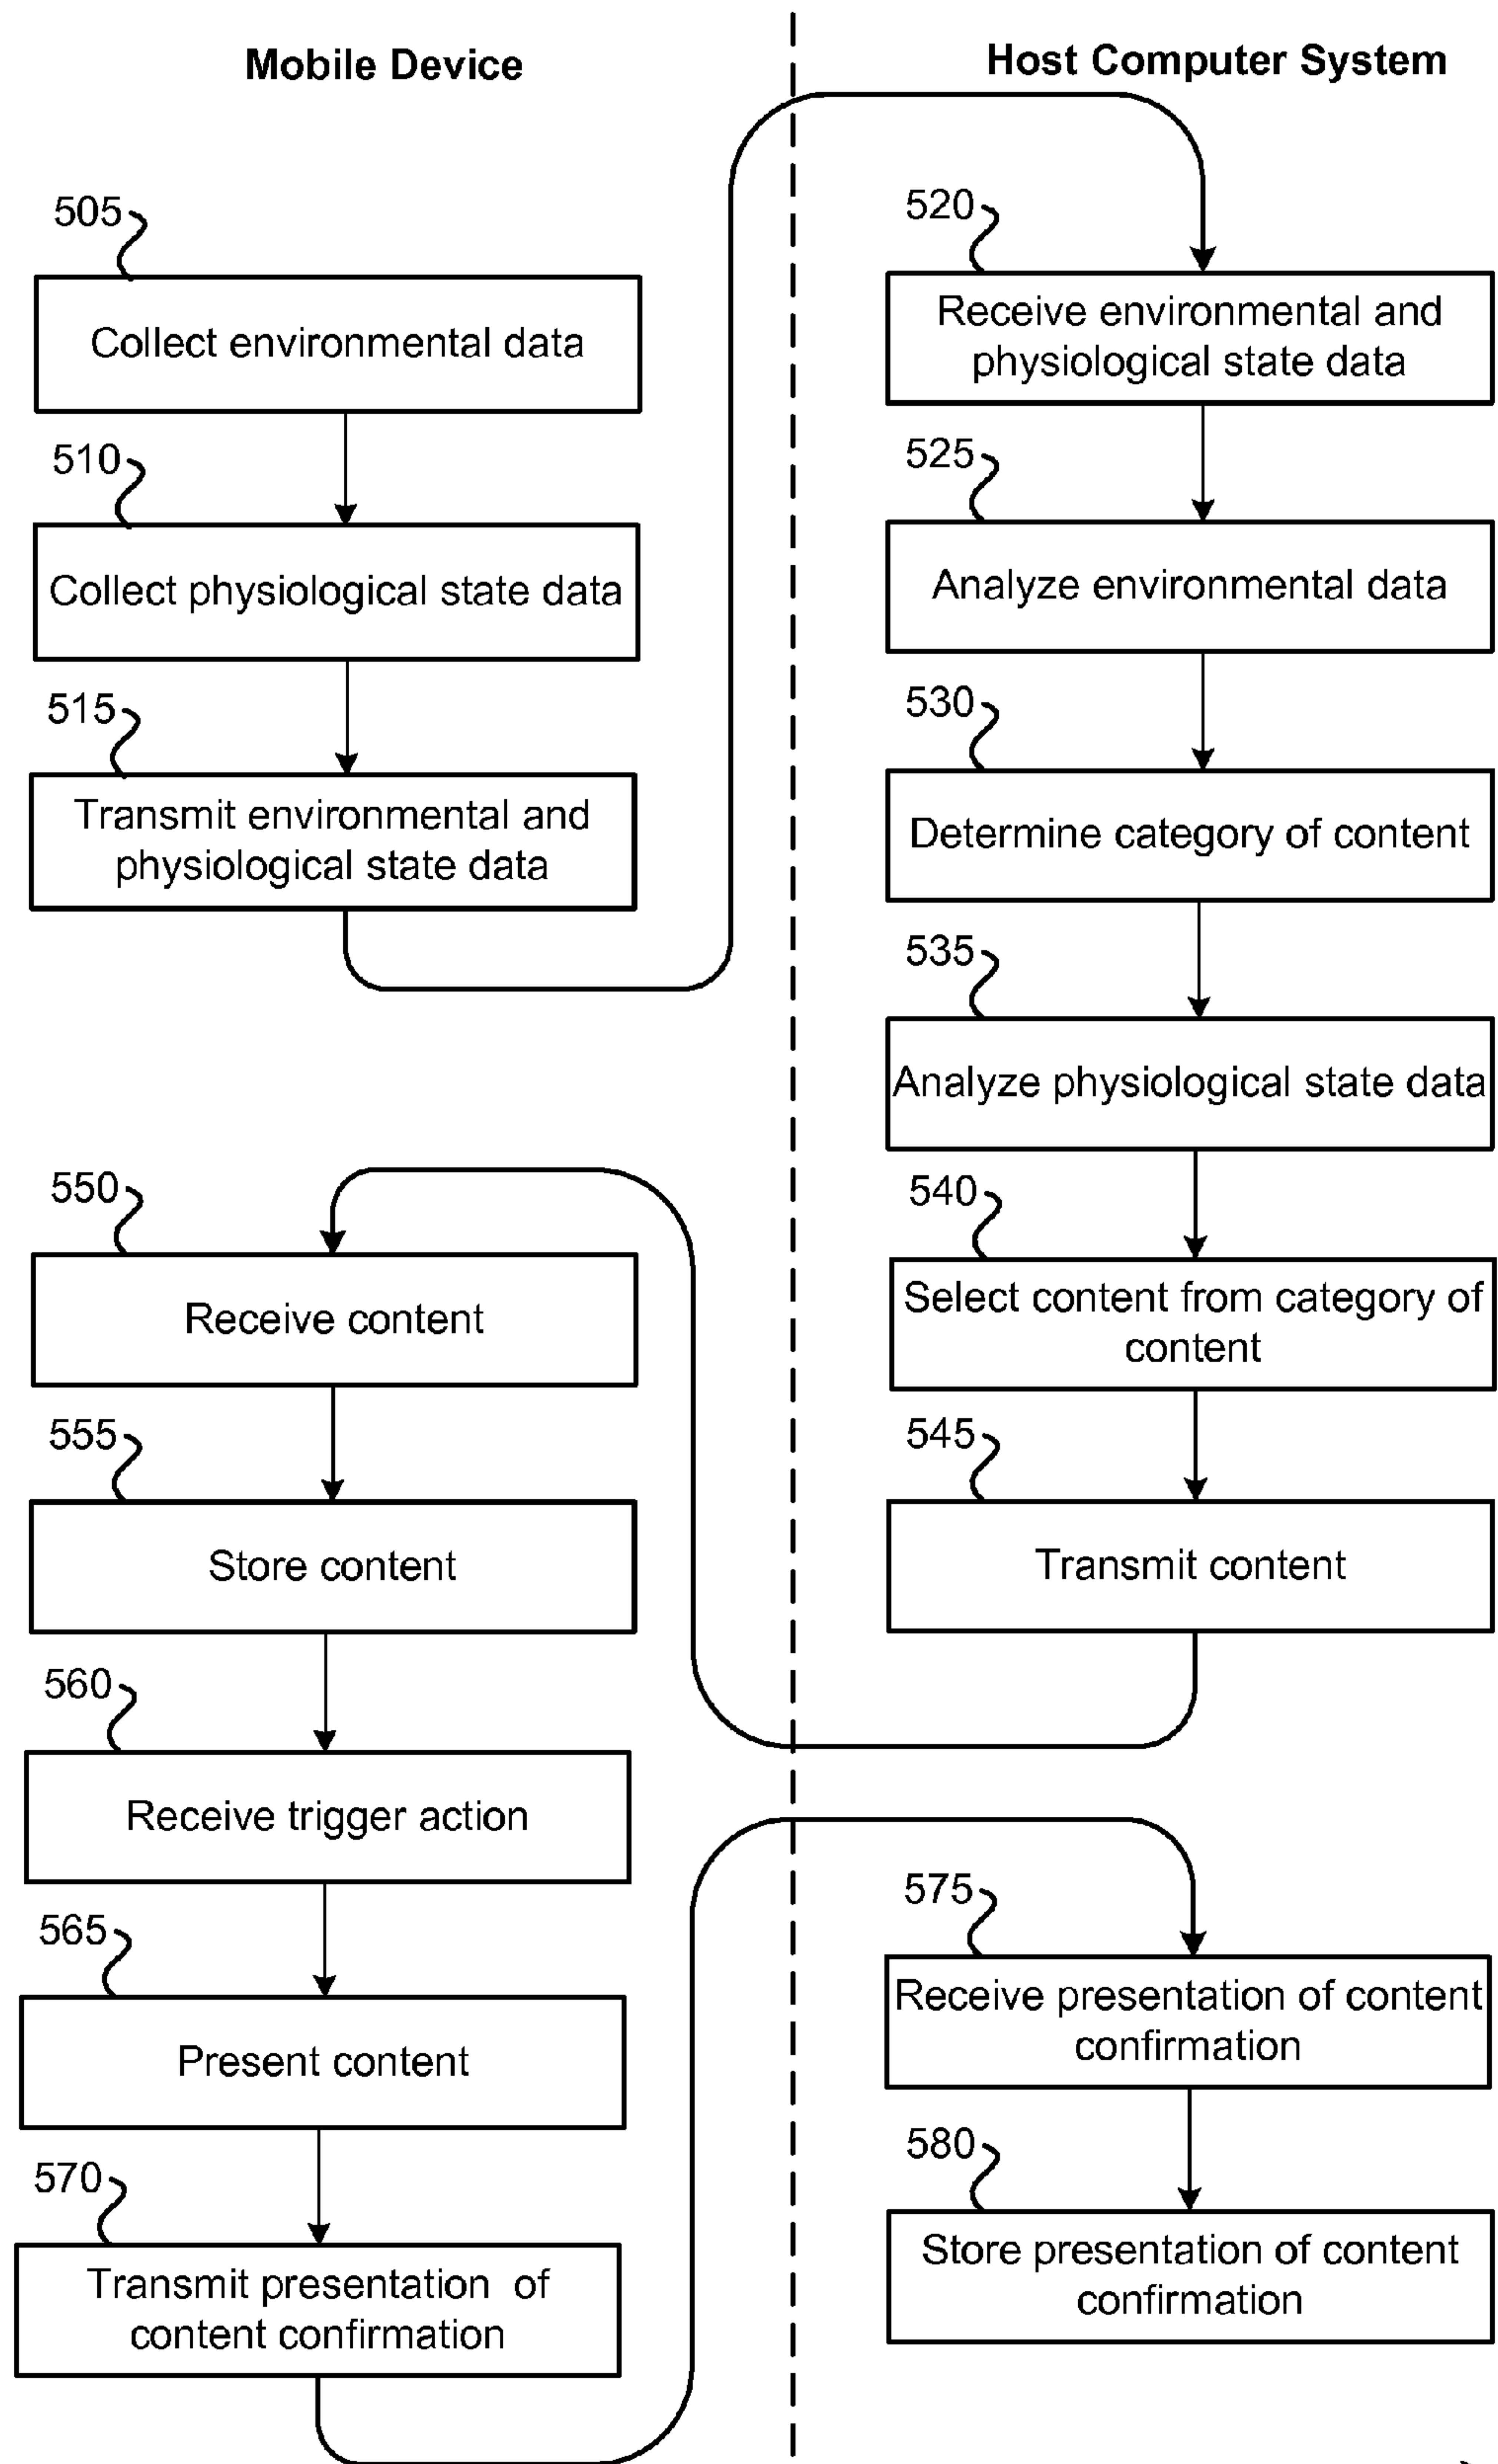 Mobile Device
Host Computer System
505
Collect environmental data
510
Collect physiological state data
515
Transmit environmental and
physiological state data
520
Receive environmental and
physiological state data
525
Analyze environmental data
530
Determine category of content
535
Analyze physiological state data
540
Select content from category of
content
545
Transmit content
550
Receive content
555
Store content
560
Receive trigger action
565
Present content
570
Transmit presentation of
content confirmation
575
Receive presentation of content
confirmation
580
Store presentation of content
confirmation